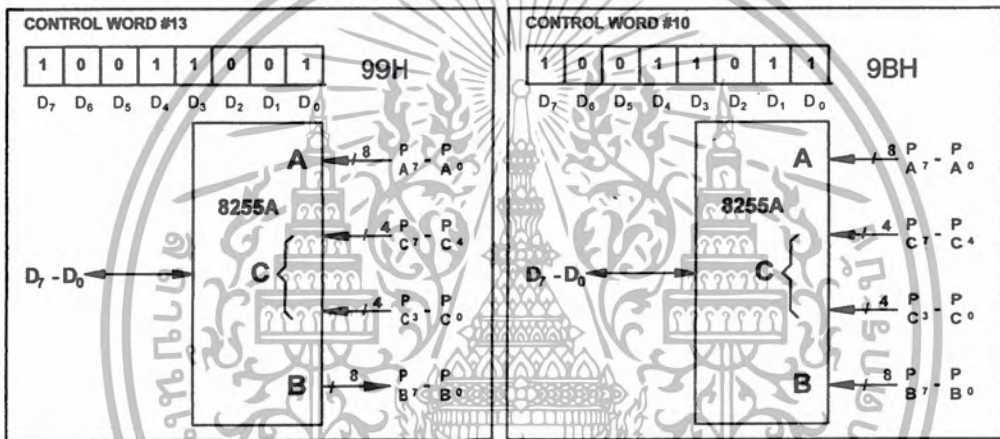 CONTROL WORD #13
1 0 0 1 1 0 0 1
99H
D7 D6 D5 D4 D3 D2 D1 D0
A
8 PA7 - PA0
8255A
4 PC7 - PC4
C
D7 - D0
4 PC3 - PC0
B
8 PB7 - PB0
CONTROL WORD #10
1 0 0 1 1 0 1 1
9BH
D7 D6 D5 D4 D3 D2 D1 D0
A
8 PA7 - PA0
8255A
4 PC7 - PC4
C
D7 - D0
4 PC3 - PC0
B
8 PB7 - PB0